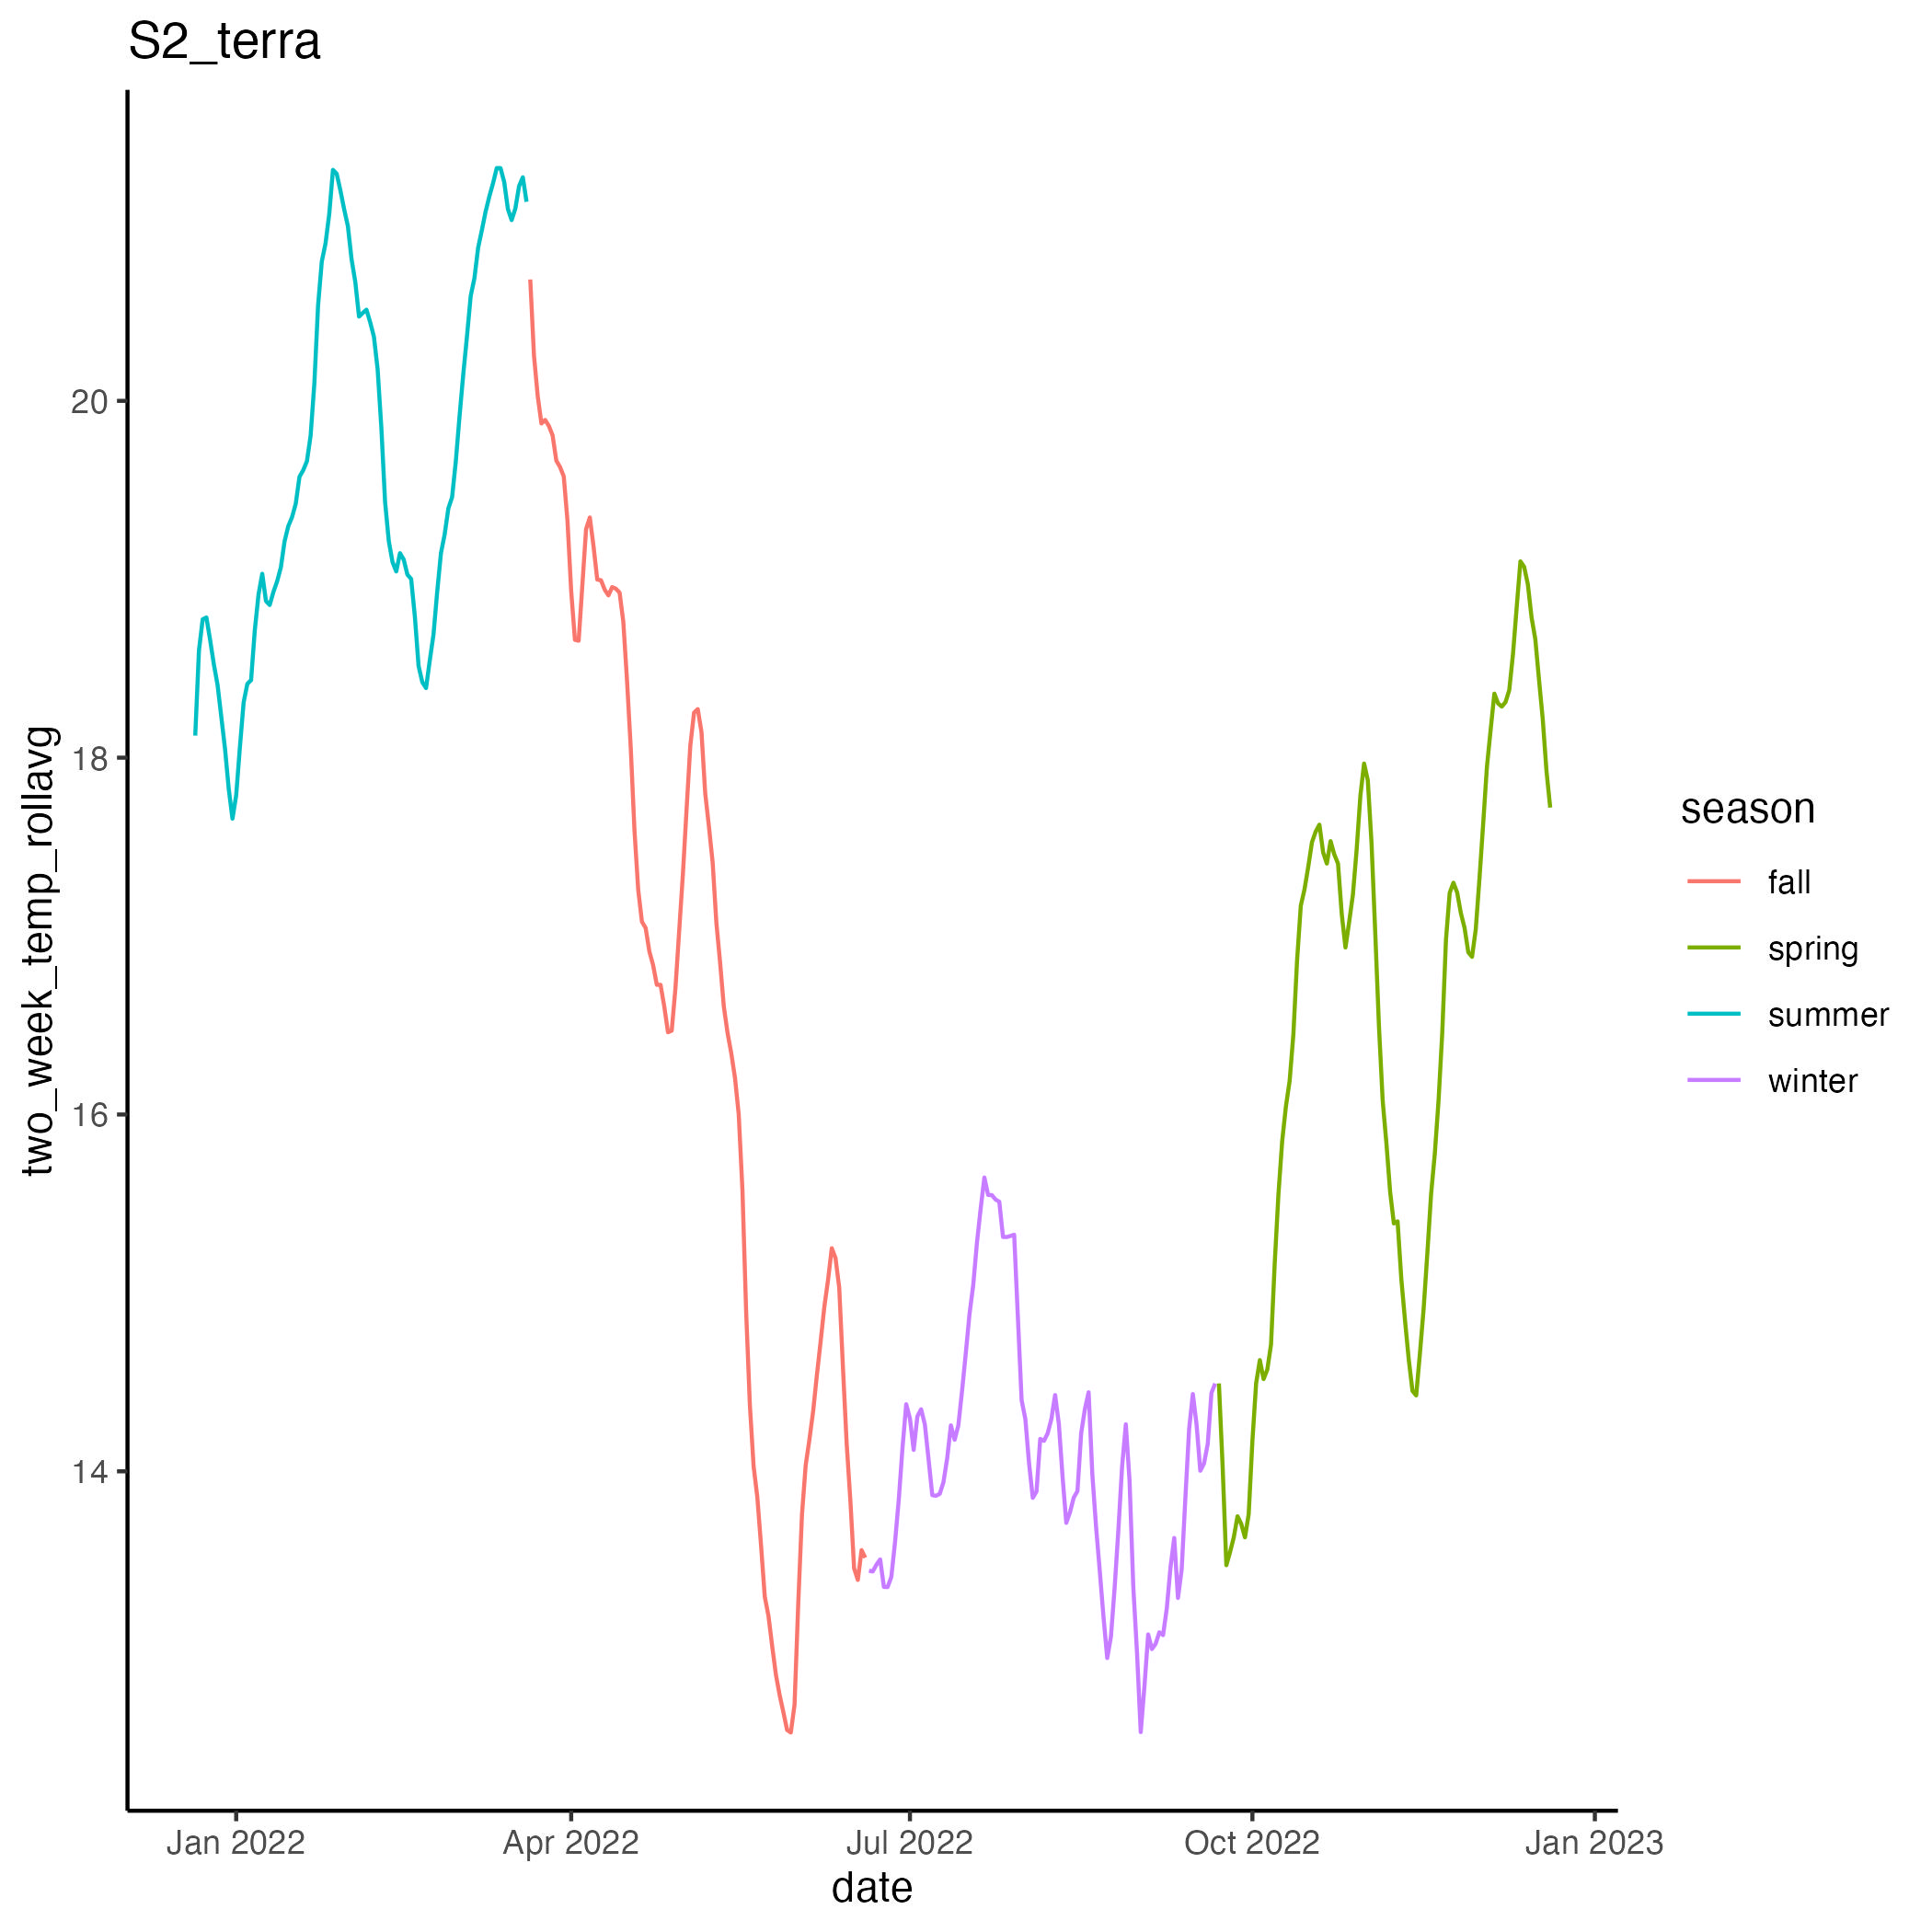 S2_terra
two_week_temp_rollavg
20
18
16
14
Jan 2022
Apr 2022
Jul 2022
Oct 2022
Jan 2023
date
season
fall
spring
summer
winter